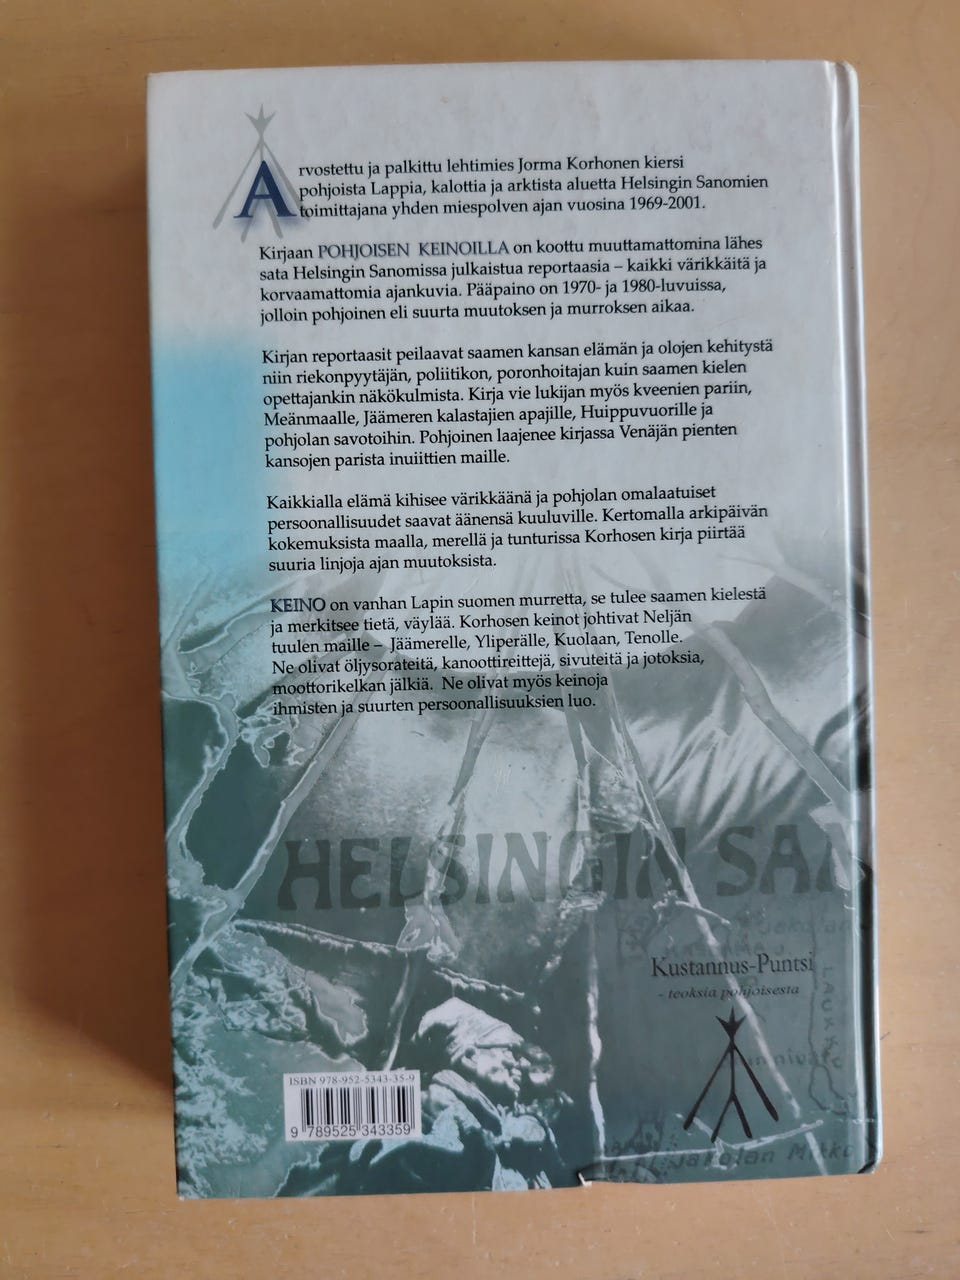 Arvostettu ja palkittu lehtimies Jorma Korhonen kiersi
pohjoista Lappia, kalottia ja arktista aluetta Helsingin Sanomien
toimittajana yhden miespolven ajan vuosina 1969-2001.
Kirjaan POHJOISEN KEINOILLA on koottu muuttamattomina lähes
sata Helsingin Sanomissa julkaistua reportaasia – kaikki värikkäitä ja
korvaamattomia ajankuvia. Pääpaino on 1970- ja 1980-luvuissa,
jolloin pohjoinen eli suurta muutoksen ja murroksen aikaa.
Kirjan reportaasit peilaavat saamen kansan elämän ja olojen kehitystä
niin riekonpyytäjän, poliitikon, poronhoitajan kuin saamen kielen
opettajankin näkökulmista. Kirja vie lukijan myös kveenien pariin,
Meänmaalle, Jäämeren kalastajien apajille, Huippuvuorille ja
pohjolan savotoihin. Pohjoinen laajenee kirjassa Venäjän pienten
kansojen parista inuiittien maille.
Kaikkialla elämä kihisee värikkäänä ja pohjolan omalaatuiset
persoonallisuudet saavat äänensä kuuluville. Kertomalla arkipäivän
kokemuksista maalla, merellä ja tunturissa Korhosen kirja piirtää
suuria linjoja ajan muutoksista.
KEINO on vanhan Lapin suomen murretta, se tulee saamen kielestä
ja merkitsee tietä, väylää. Korhosen keinot johtivat Neljän
tuulen maille – Jäämerelle, Yliperälle, Kuolaan, Tenolle.
Ne olivat öljysorateitä, kanoottireittejä, sivuteitä ja jotoksia,
moottorikelkan jälkiä. Ne olivat myös keinoja
ihmisten ja suurten persoonallisuuksien luo.
HELSINGIN SAN
Kustannus-Puntsi
- teoksia pohjoisesta
ISBN 978-952-5343-35-9
9 789525 343359
Jakolan Mitko